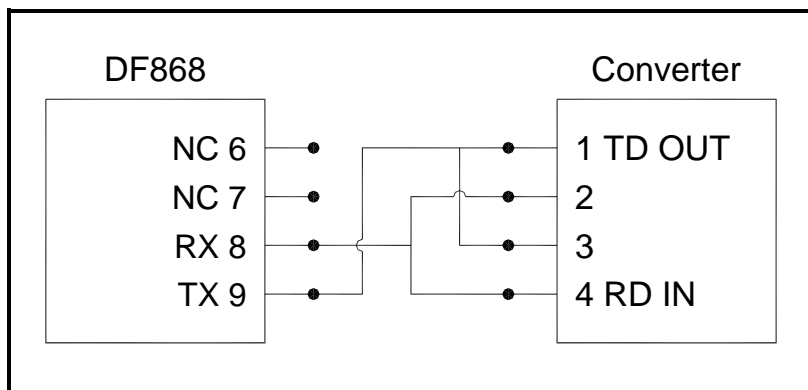 DF868
Converter
NC 6
NC 7
RX 8
TX 9
1 TD OUT
2
3
4 RD IN